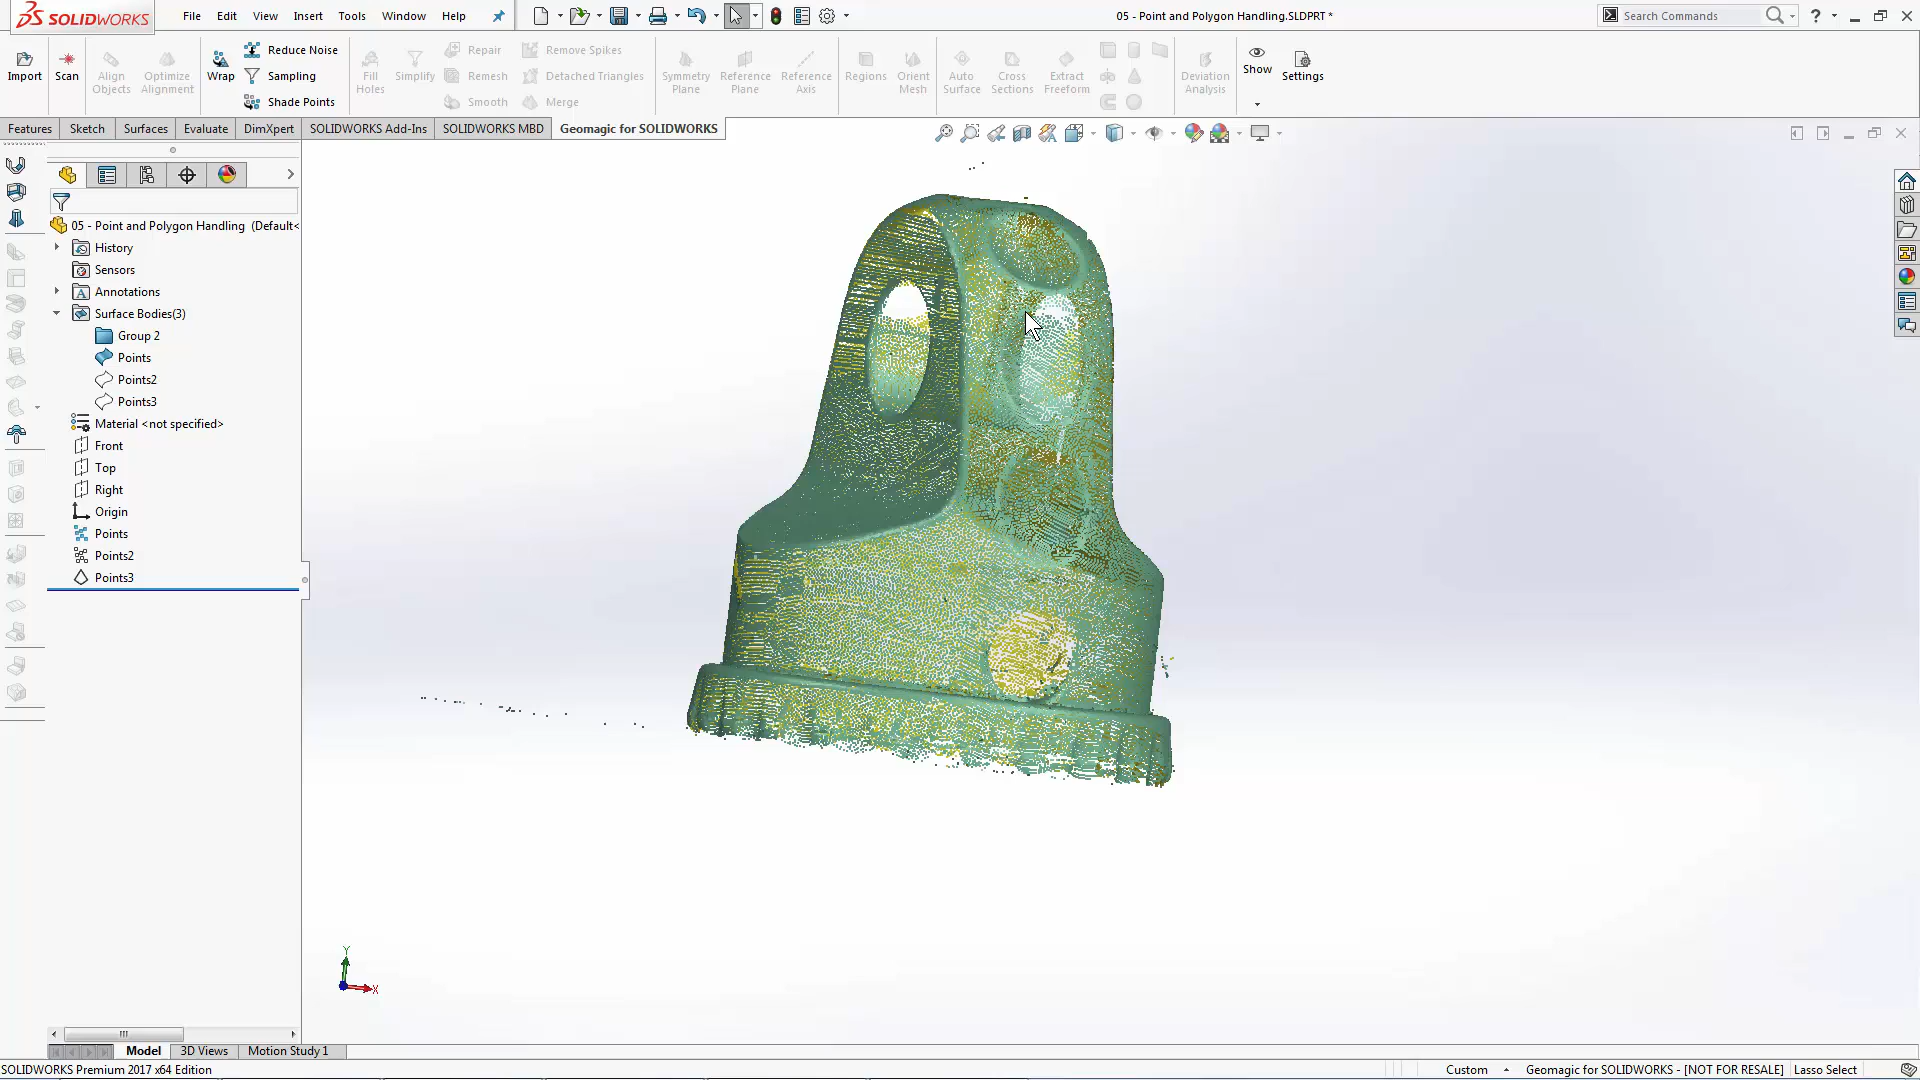 SOLIDWORKS
File Edit View Insert Tools Window Help
05 - Point and Polygon Handling.SLDPRT *
Search Commands
Import
Scan
Align Objects
Optimize Alignment
Wrap
Reduce Noise
Sampling
Shade Points
Fill Holes
Simplify
Repair
Remesh
Smooth
Remove Spikes
Detached Triangles
Merge
Symmetry Plane
Reference Plane
Reference Axis
Regions
Orient Mesh
Auto Surface
Cross Sections
Extract Freeform
Deviation Analysis
Show
Settings
Features Sketch Surfaces Evaluate DimXpert SOLIDWORKS Add-Ins SOLIDWORKS MBD Geomagic for SOLIDWORKS
05 - Point and Polygon Handling (Default<
History
Sensors
Annotations
Surface Bodies(3)
Group 2
Points
Points2
Points3
Material <not specified>
Front
Top
Right
Origin
Points
Points2
Points3
Y
X
Model 3D Views Motion Study 1
SOLIDWORKS Premium 2017 x64 Edition
Custom
Geomagic for SOLIDWORKS - [NOT FOR RESALE]
Lasso Select